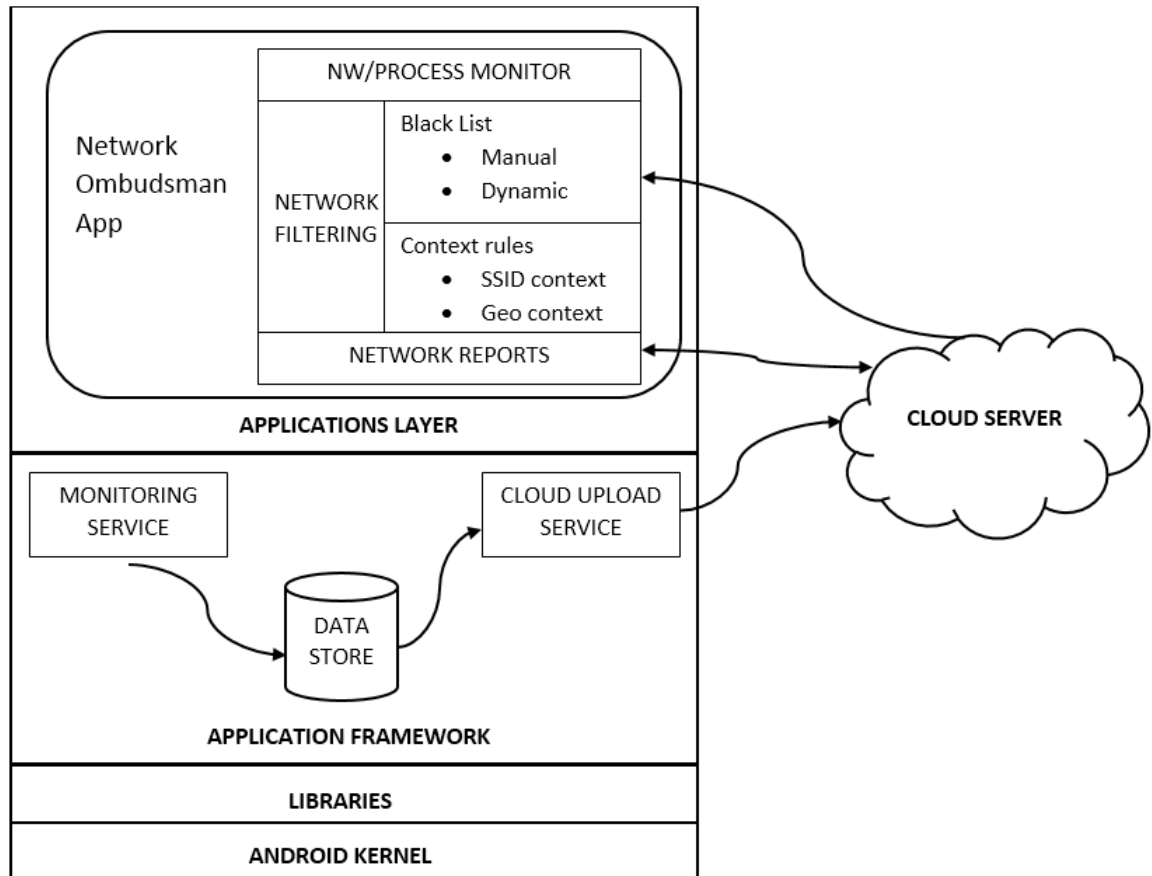 NW/PROCESS MONITOR
Network
Ombudsman
App
NETWORK
FILTERING
Black List
• Manual
• Dynamic
Context rules
• SSID context
• Geo context
NETWORK REPORTS
APPLICATIONS LAYER
CLOUD SERVER
MONITORING
SERVICE
CLOUD UPLOAD
SERVICE
DATA
STORE
APPLICATION FRAMEWORK
LIBRARIES
ANDROID KERNEL